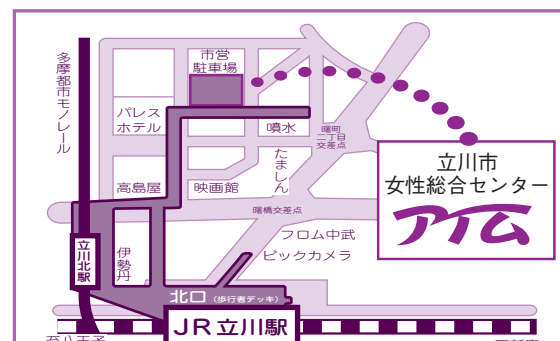 多摩都市モノレール
市営
駐車場
パレス
ホテル
噴水
曙町
二丁目
交差点
たましん
立川市
女性総合センター
アイム
高島屋
映画館
曙橋交差点
フロム中武
ビックカメラ
伊勢丹
立川北駅
北口(歩行者デッキ)
JR立川駅
至八王子